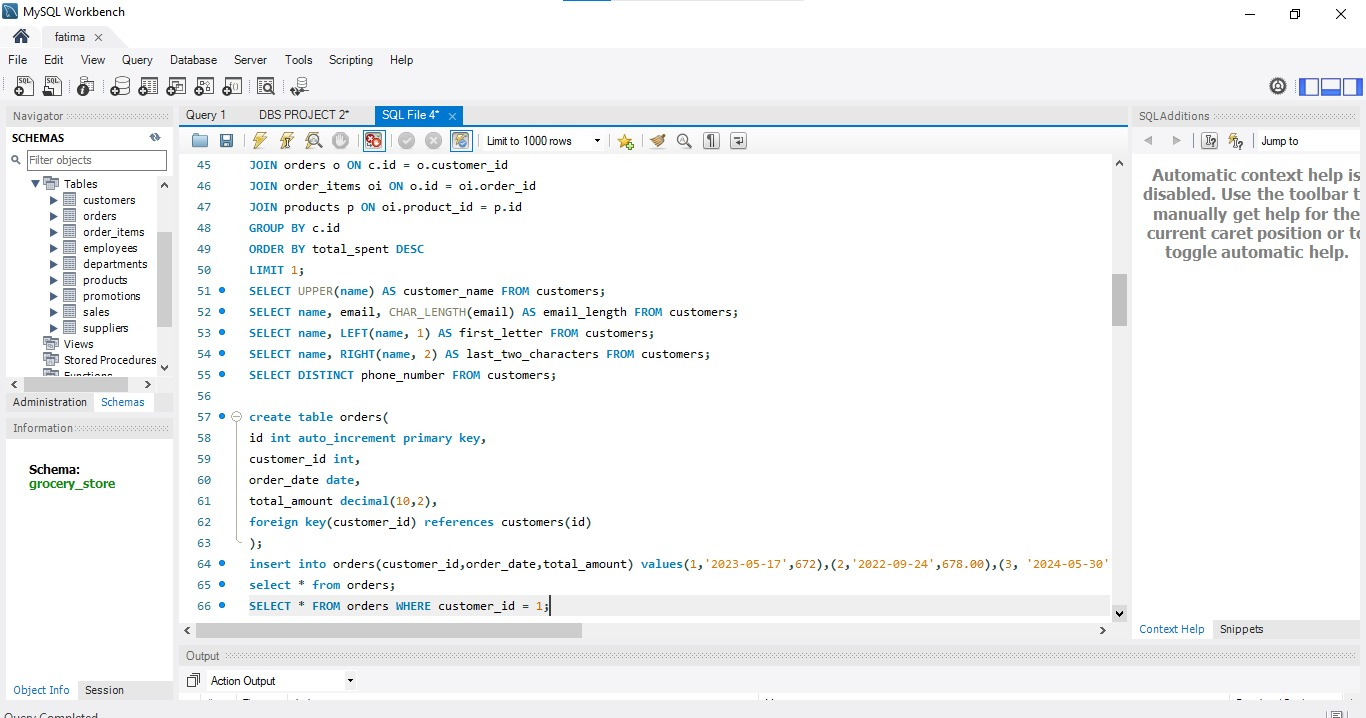 MySQL Workbench
fatima
File Edit View Query Database Server Tools Scripting Help
Navigator
SCHEMAS
Filter objects
Tables
customers
orders
order_items
employees
departments
products
promotions
sales
suppliers
Views
Stored Procedures
Functions
Administration Schemas
Information
Schema:
grocery_store
Object Info Session
Query Completed
Query 1 DBS PROJECT 2* SQL File 4*
Limit to 1000 rows
45 JOIN orders o ON c.id = o.customer_id
46 JOIN order_items oi ON o.id = oi.order_id
47 JOIN products p ON oi.product_id = p.id
48 GROUP BY c.id
49 ORDER BY total_spent DESC
50 LIMIT 1;
51 SELECT UPPER(name) AS customer_name FROM customers;
52 SELECT name, email, CHAR_LENGTH(email) AS email_length FROM customers;
53 SELECT name, LEFT(name, 1) AS first_letter FROM customers;
54 SELECT name, RIGHT(name, 2) AS last_two_characters FROM customers;
55 SELECT DISTINCT phone_number FROM customers;
56
57 create table orders(
58 id int auto_increment primary key,
59 customer_id int,
60 order_date date,
61 total_amount decimal(10,2),
62 foreign key(customer_id) references customers(id)
63 );
64 insert into orders(customer_id,order_date,total_amount) values(1,'2023-05-17',672),(2,'2022-09-24',678.00),(3, '2024-05-30'
65 select * from orders;
66 SELECT * FROM orders WHERE customer_id = 1;
Output
Action Output
SQLAdditions
Jump to
Automatic context help is
disabled. Use the toolbar t
manually get help for the
current caret position or to
toggle automatic help.
Context Help Snippets